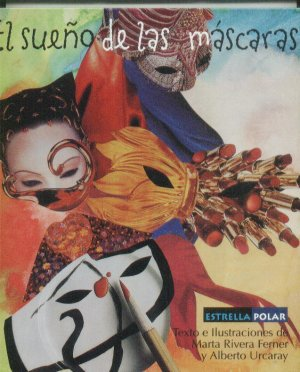 El sueño de las máscaras
ESTRELLA POLAR
Texto e Ilustraciones de
Marta Rivera Ferner
y Alberto Urcaray